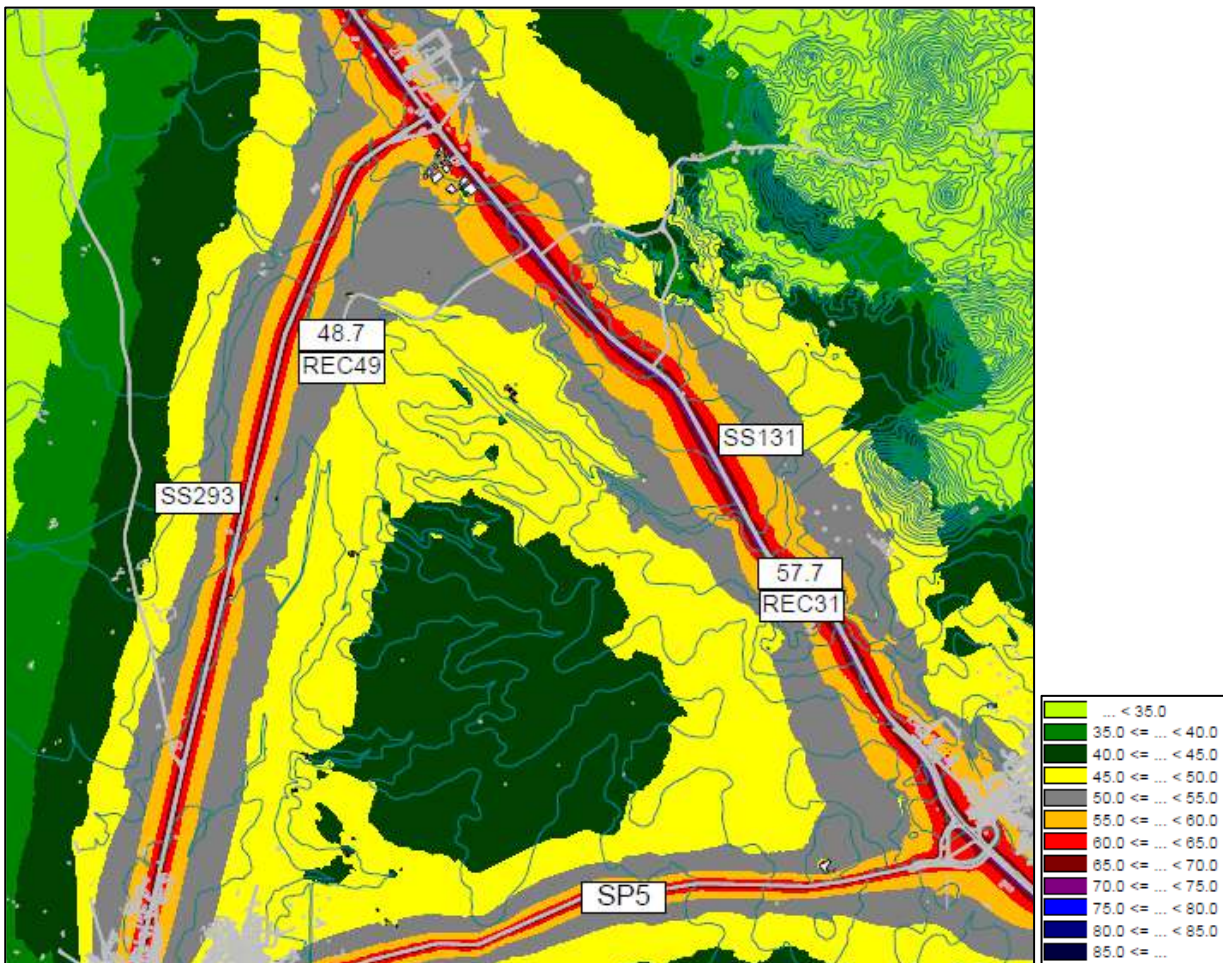 48.7
REC49
SS131
SS293
57.7
REC31
SP5
... < 35.0
35.0 <= ... < 40.0
40.0 <= ... < 45.0
45.0 <= ... < 50.0
50.0 <= ... < 55.0
55.0 <= ... < 60.0
60.0 <= ... < 65.0
65.0 <= ... < 70.0
70.0 <= ... < 75.0
75.0 <= ... < 80.0
80.0 <= ... < 85.0
85.0 <= ...